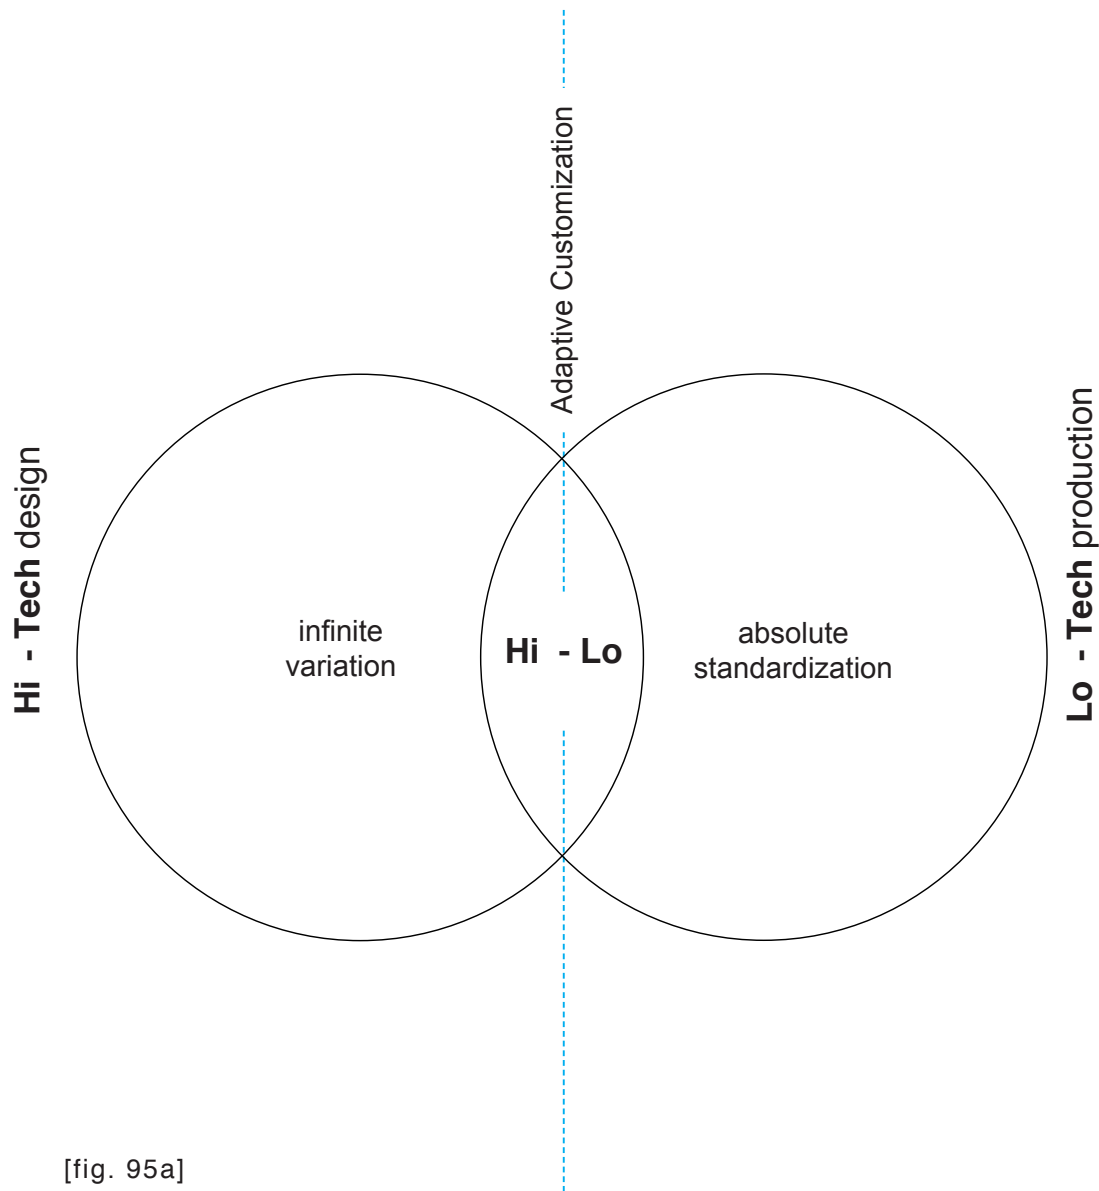 Adaptive Customization
Hi - Tech design
infinite
variation
Hi - Lo
absolute
standardization
Lo - Tech production
[fig. 95a]